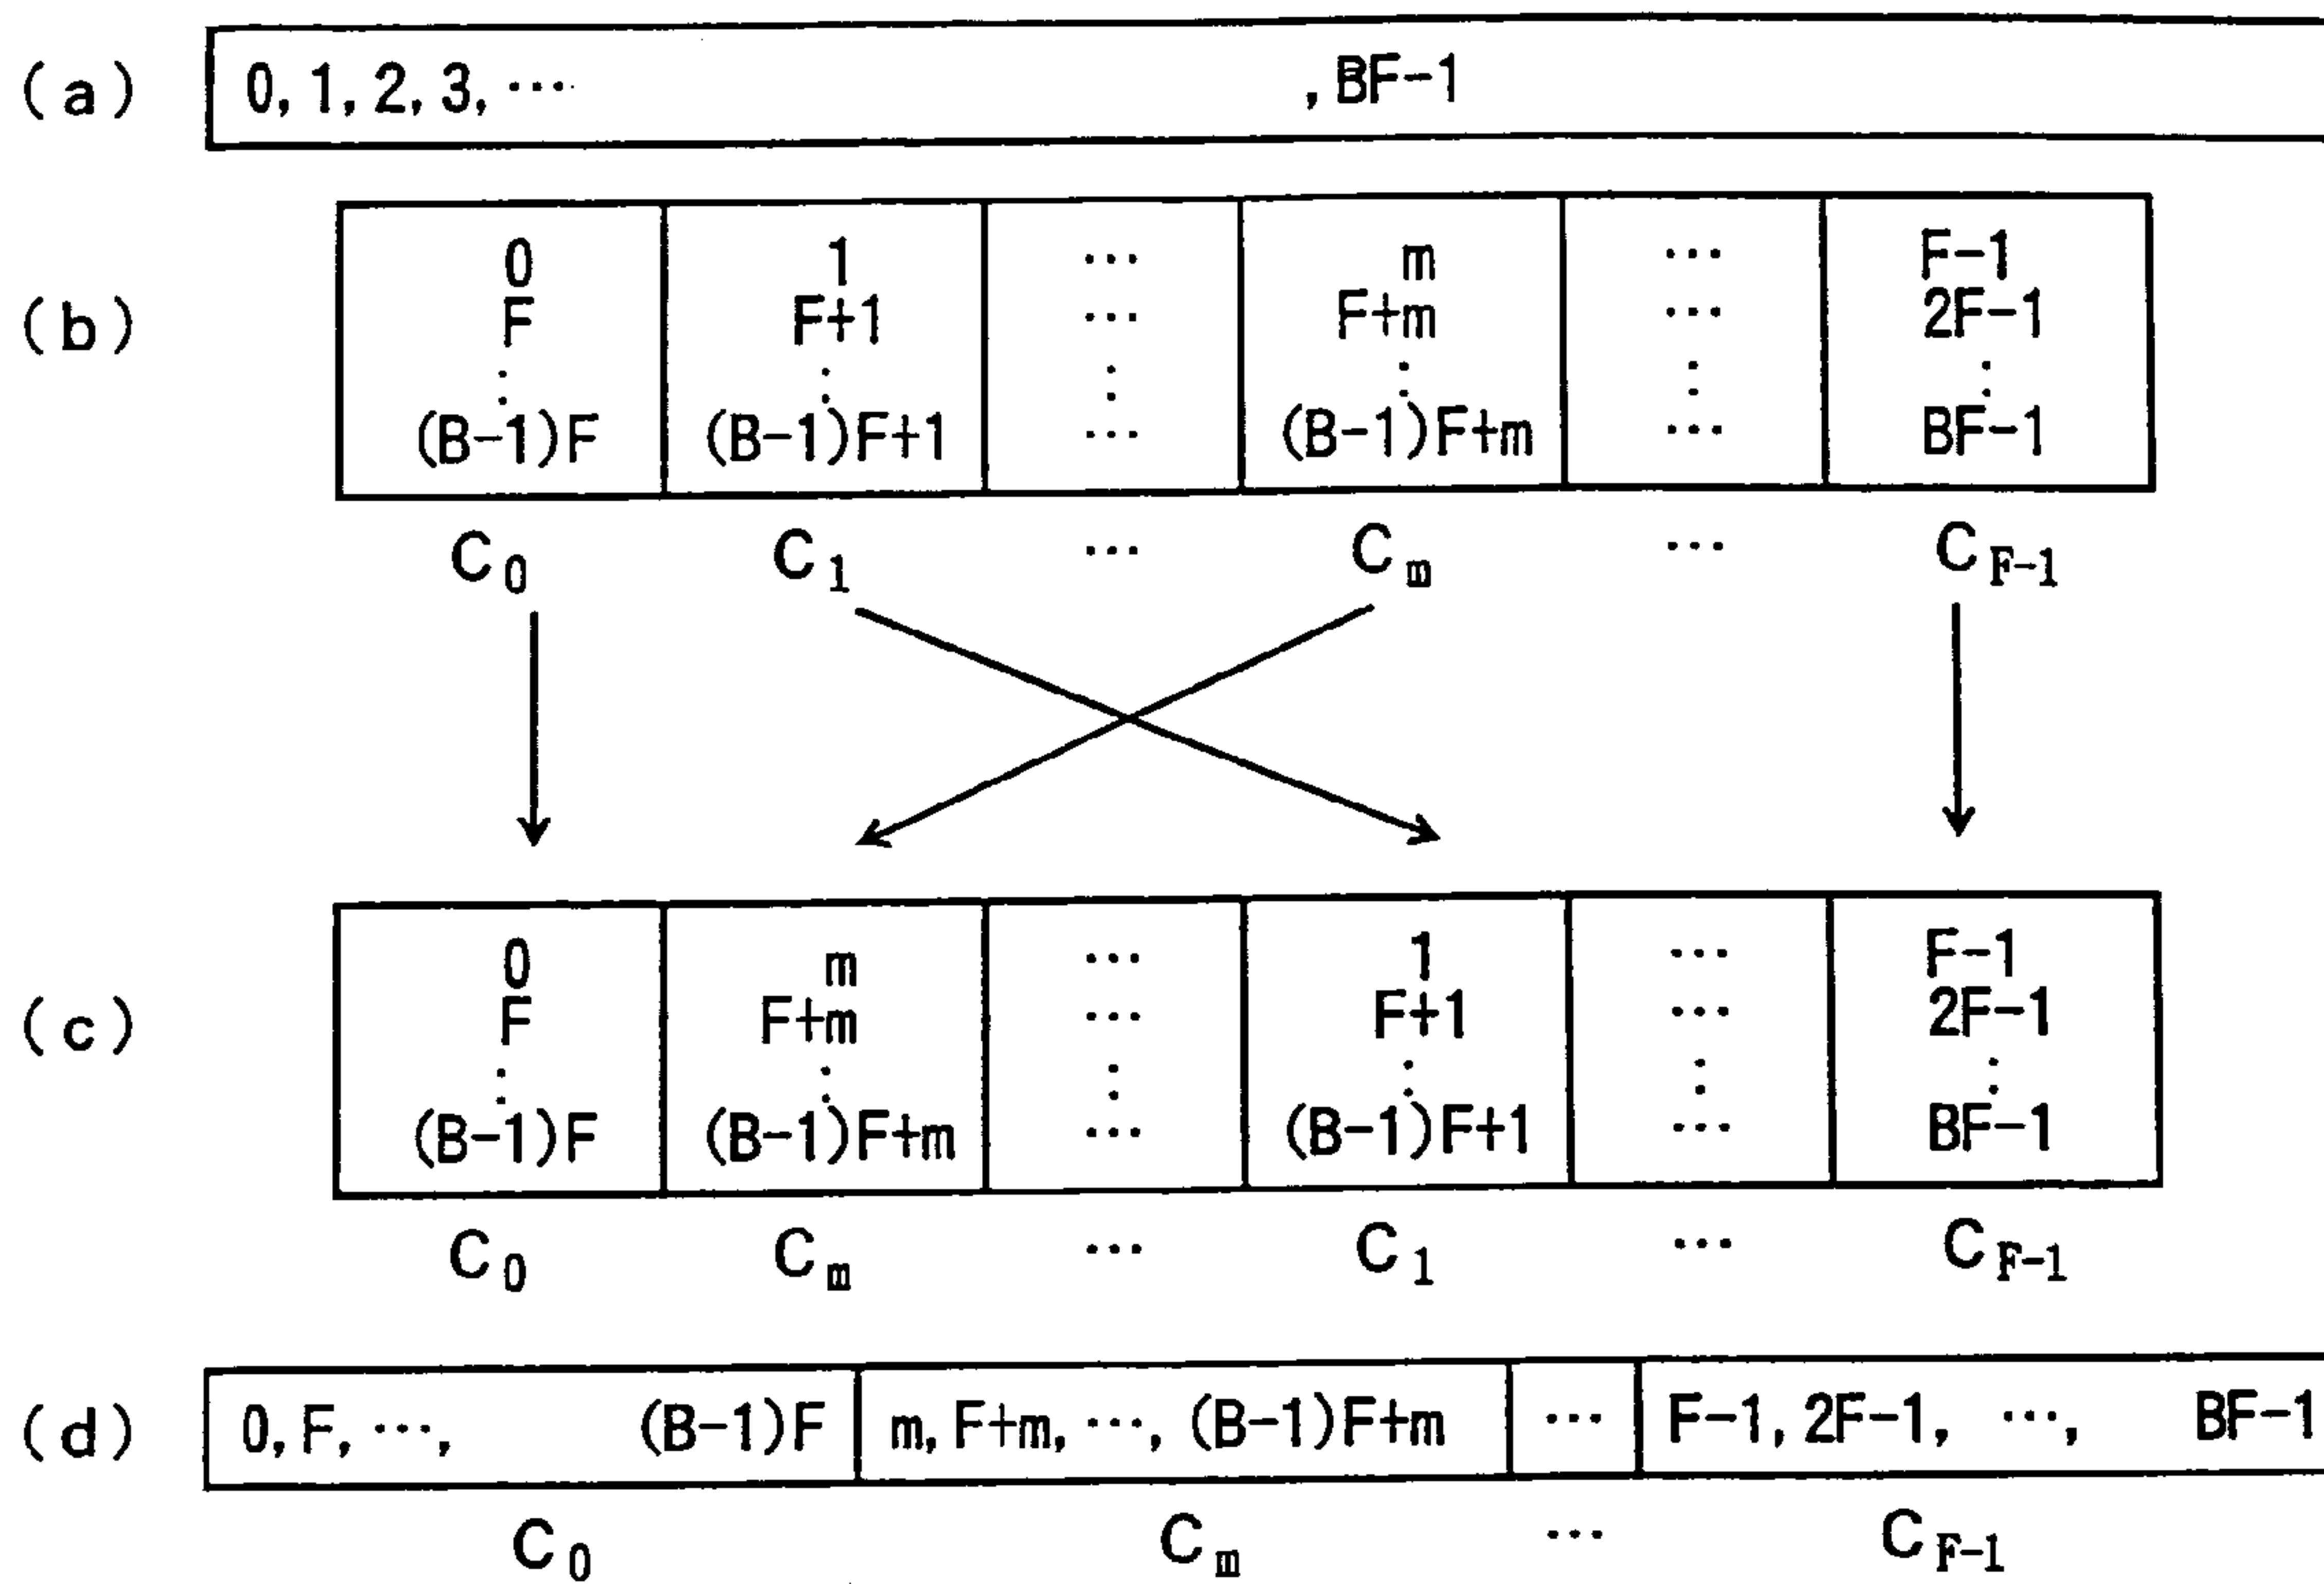 (a) 0, 1, 2, 3, ··· , BF-1
0 1 ··· m ··· F-1
(b) F F+1 ··· F+m ··· 2F-1
: : : : : :
(B-1)F (B-1)F+1 ··· (B-1)F+m ··· BF-1
C0 C1 ··· Cm ··· CF-1
0 m ··· 1 ··· F-1
(c) F F+m ··· F+1 ··· 2F-1
: : : : : :
(B-1)F (B-1)F+m ··· (B-1)F+1 ··· BF-1
C0 Cm ··· C1 ··· CF-1
(d) 0, F, ···, (B-1)F m, F+m, ···, (B-1)F+m ··· F-1, 2F-1, ···, BF-1
C0 Cm ··· CF-1